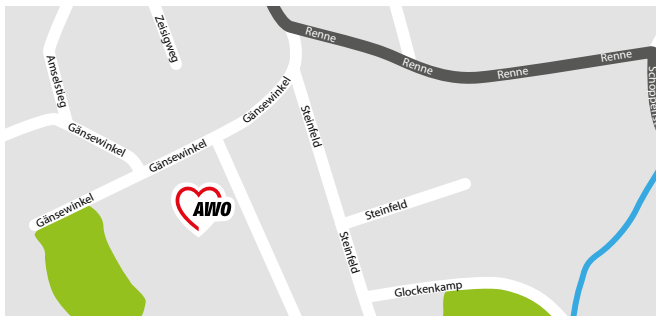 Zeisigweg
Renne
Renne
Renne
Renne
Amselstieg
Gänsewinkel
Gänsewinkel
Gänsewinkel
Gänsewinkel
Steinfeld
AWO
Steinfeld
Steinfeld
Glockenkamp